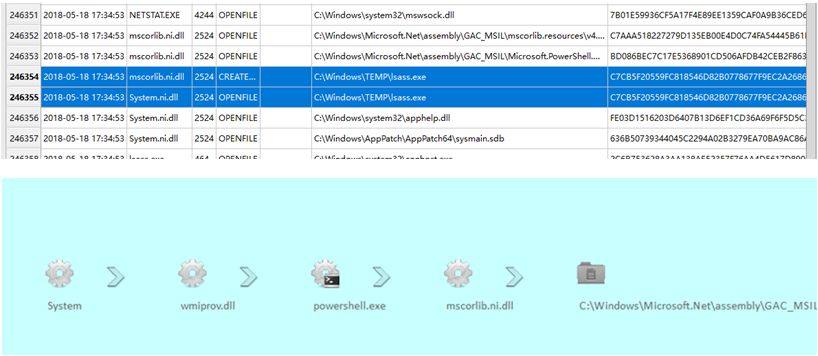 246351 2018-05-18 17:34:53 NETSTAT.EXE 4244 OPENFILE C:\Windows\system32\mswsock.dll 7B01E59936CF5A17F4E89EE1359CAF0A9B36CED6
246352 2018-05-18 17:34:53 mscorlib.ni.dll 2524 OPENFILE C:\Windows\Microsoft.Net\assembly\GAC_MSIL\mscorlib.resources\v4.... C7AAA518227279D135EB00E4D0C74FA54445B61
246353 2018-05-18 17:34:53 mscorlib.ni.dll 2524 OPENFILE C:\Windows\Microsoft.Net\assembly\GAC_MSIL\Microsoft.PowerShell.... BD086BEC7C17E5368901CD506AFDB42CEB2F863
246354 2018-05-18 17:34:53 mscorlib.ni.dll 2524 CREATE... C:\Windows\TEMP\lsass.exe C7CB5F20559FC818546D82B0778677F9EC2A2686
246355 2018-05-18 17:34:53 System.ni.dll 2524 OPENFILE C:\Windows\TEMP\lsass.exe C7CB5F20559FC818546D82B0778677F9EC2A2686
246356 2018-05-18 17:34:53 System.ni.dll 2524 OPENFILE C:\Windows\system32\apphelp.dll FE03D1516203D6407B13D6EF1CD36A69F6F5D5C
246357 2018-05-18 17:34:53 System.ni.dll 2524 OPENFILE C:\Windows\AppPatch\AppPatch64\sysmain.sdb 636B50739344045C2294A02B3279EA70BA9AC86A
246358 2018-05-18 17:34:53 lsass.exe 464 OPENFILE
System wmiprov.dll powershell.exe mscorlib.ni.dll C:\Windows\Microsoft.Net\assembly\GAC_MSIL